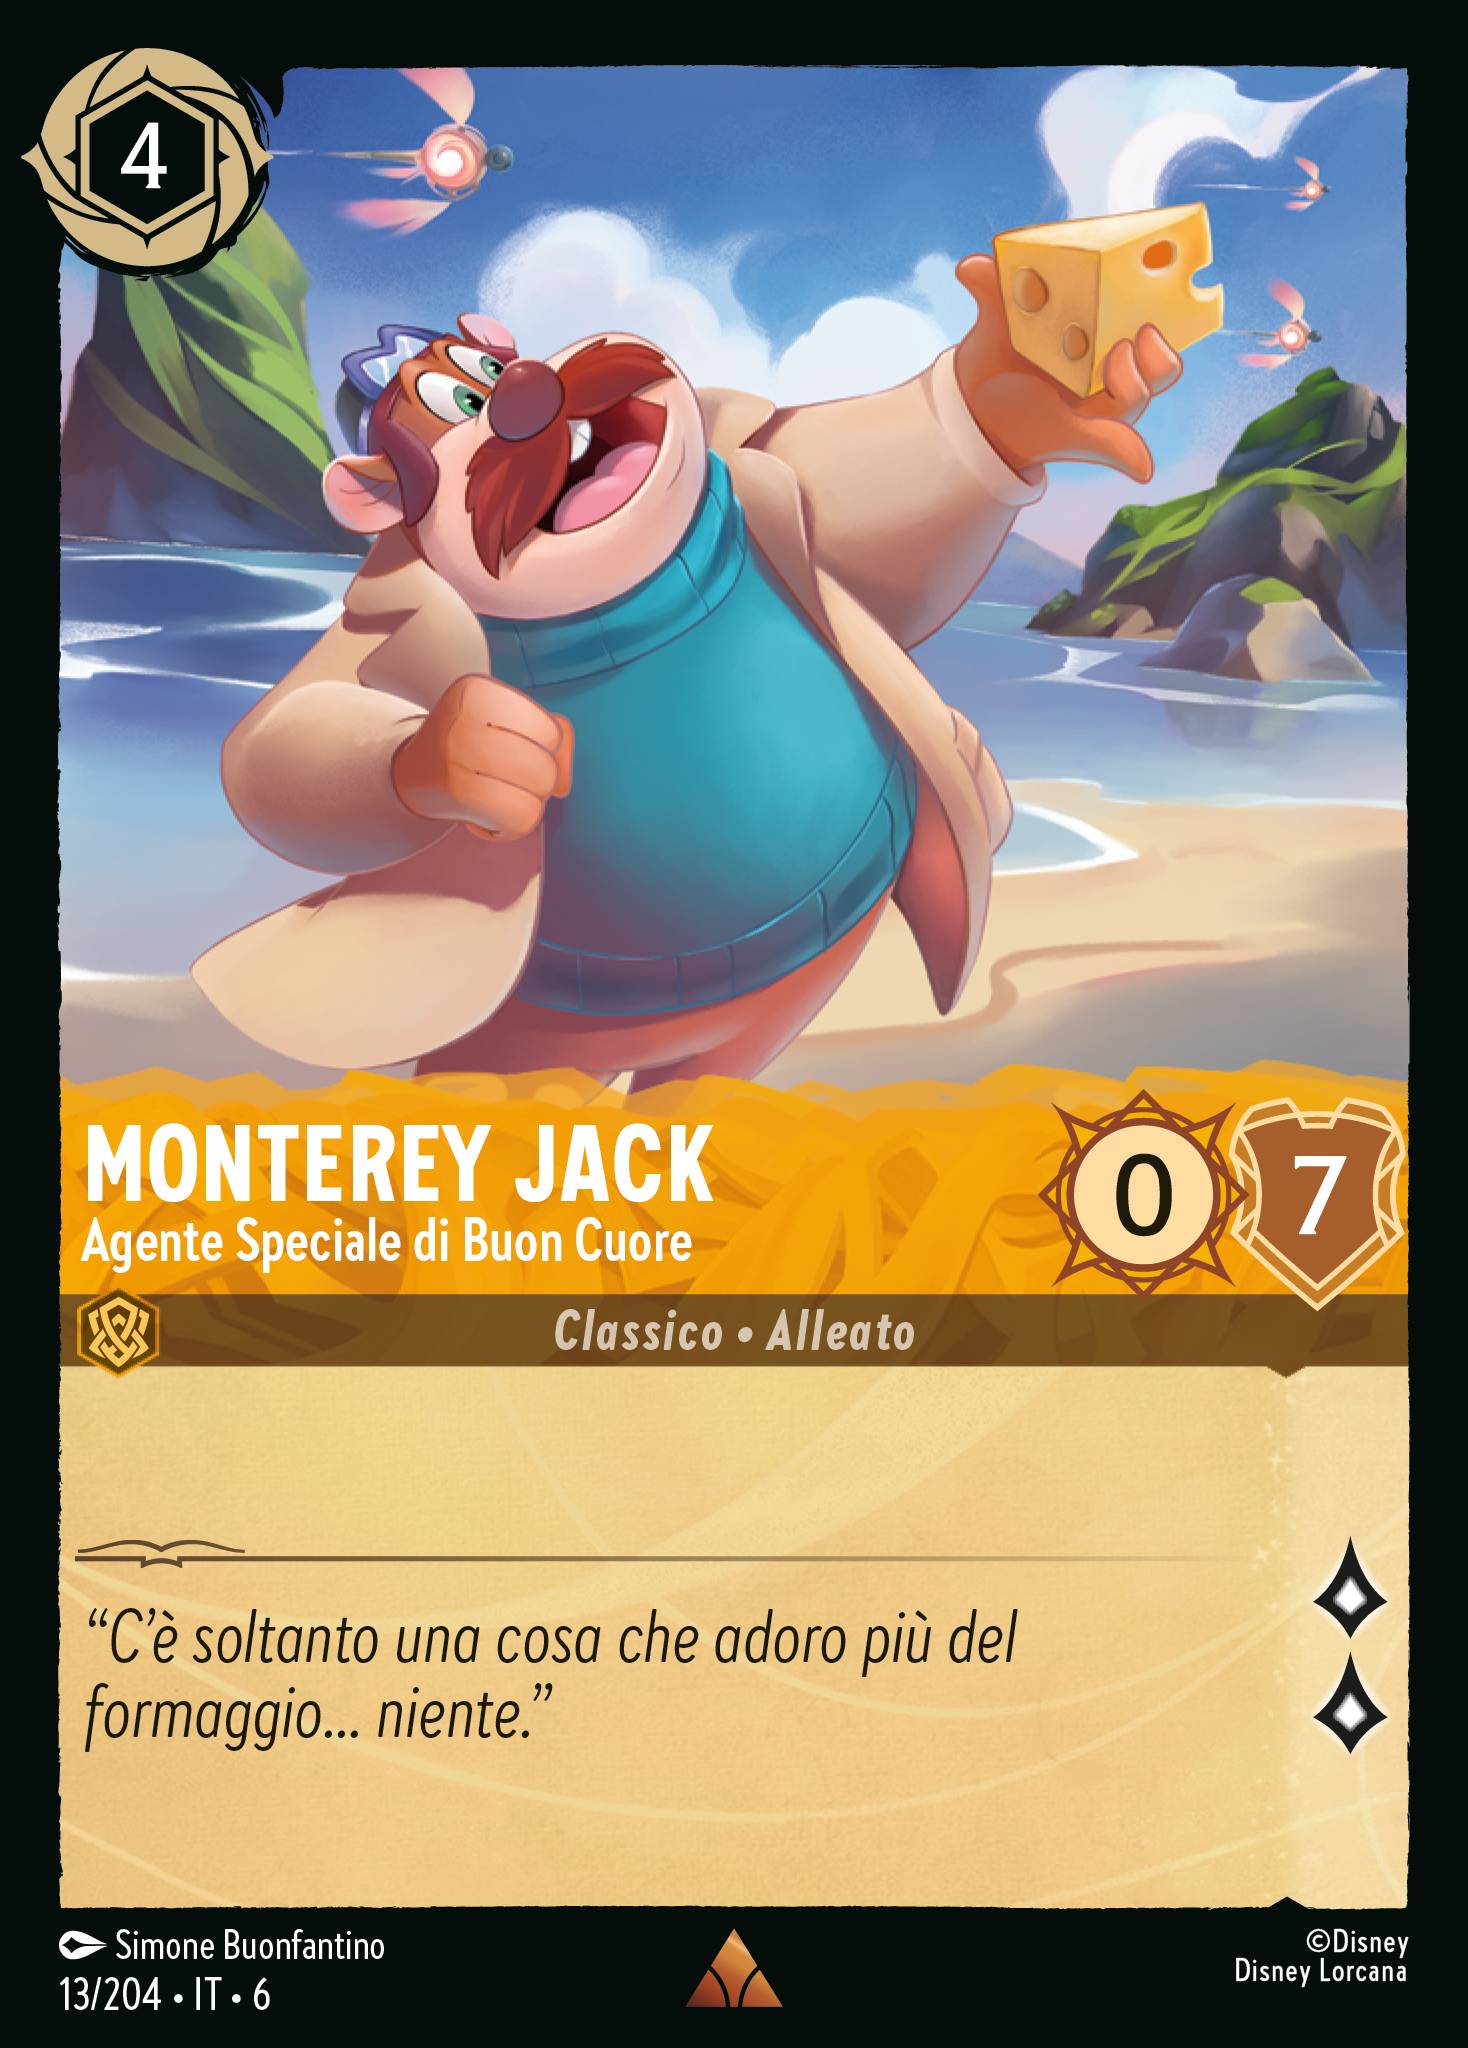 4
MONTEREY JACK
Agente Speciale di Buon Cuore
0
7
Classico • Alleato
“C’è soltanto una cosa che adoro più del
formaggio... niente.”
Simone Buonfantino
13/204 • IT • 6
©Disney
Disney Lorcana